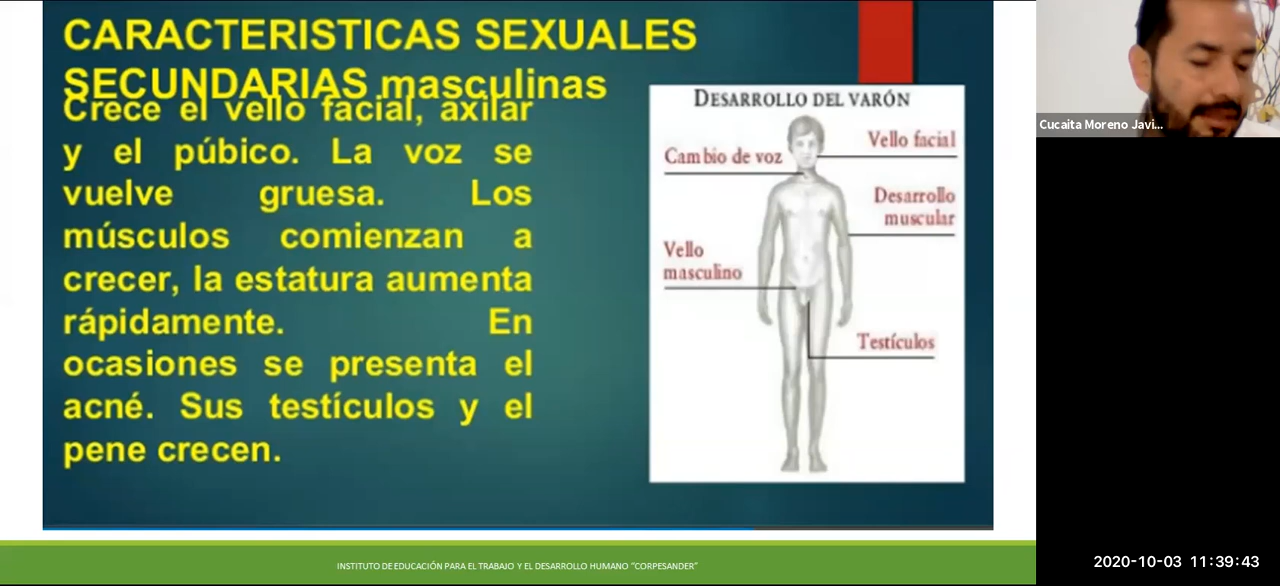 CARACTERISTICAS SEXUALES
SECUNDARIAS masculinas
Crece el vello facial, axilar
y el púbico. La voz se
vuelve gruesa. Los
músculos comienzan a
crecer, la estatura aumenta
rápidamente. En
ocasiones se presenta el
acné. Sus testículos y el
pene crecen.
DESARROLLO DEL VARÓN
Cambio de voz
Vello facial
Desarrollo
muscular
Vello
masculino
Testículos
INSTITUTO DE EDUCACIÓN PARA EL TRABAJO Y EL DESARROLLO HUMANO "CORPESANDER"
Cucaita Moreno Javi...
2020-10-03 11:39:43